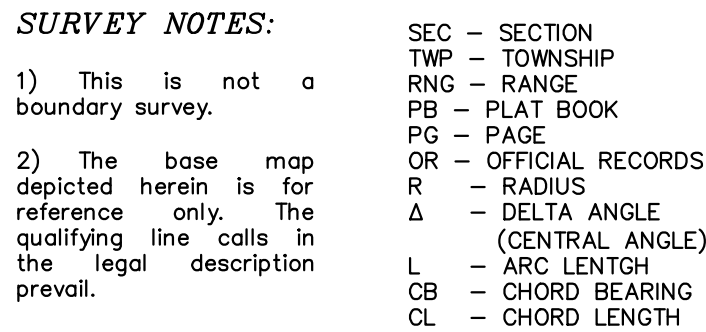 SURVEY NOTES:
1) This is not a
boundary survey.
2) The base map
depicted herein is for
reference only. The
qualifying line calls in
the legal description
prevail.
SEC – SECTION
TWP – TOWNSHIP
RNG – RANGE
PB – PLAT BOOK
PG – PAGE
OR – OFFICIAL RECORDS
R – RADIUS
Δ – DELTA ANGLE
(CENTRAL ANGLE)
L – ARC LENTGH
CB – CHORD BEARING
CL – CHORD LENGTH